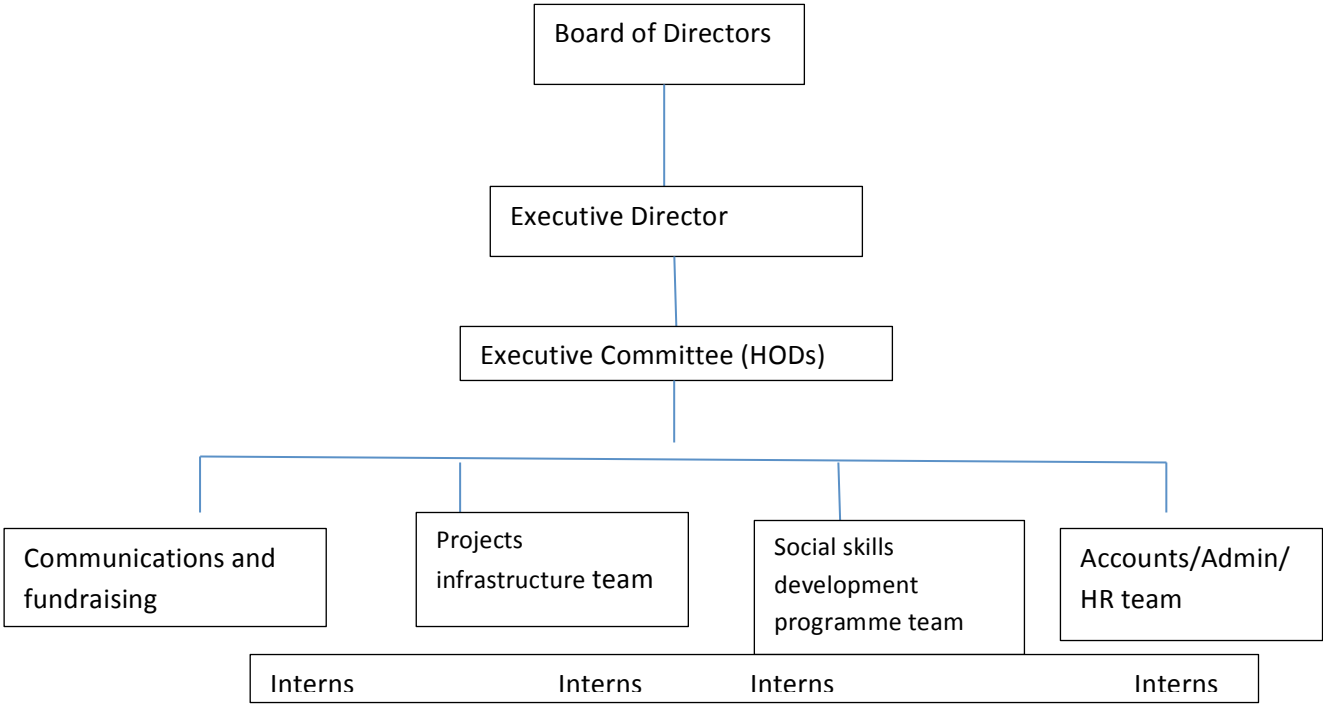 Board of Directors
Executive Director
Executive Committee (HODs)
Communications and
fundraising
Projects
infrastructure team
Social skills
development
programme team
Accounts/Admin/
HR team
Interns Interns Interns Interns